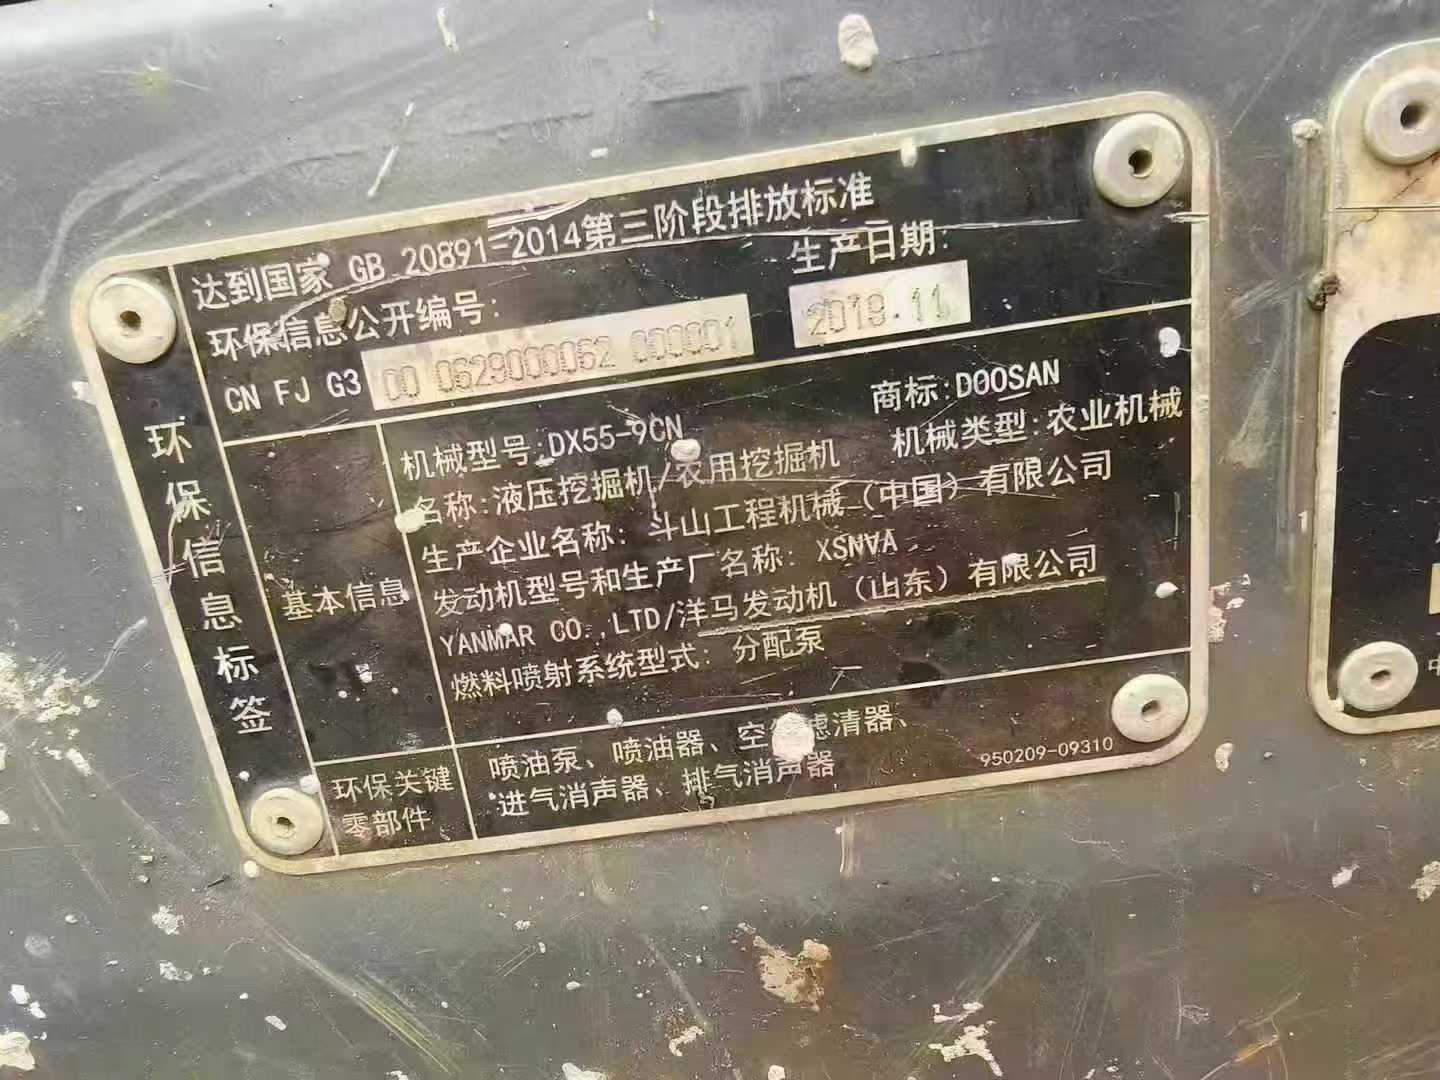 达到国家 GB 20891-2014第三阶段排放标准
环保信息公开编号:
生产日期:
CN FJ G3 00 0629000062 000001
2019.11
环保信息标签
基本信息
机械型号:DX55-9CN
商标:DOOSAN
名称:液压挖掘机/农用挖掘机
机械类型:农业机械
生产企业名称: 斗山工程机械(中国)有限公司
发动机型号和生产厂名称: XSNVA
YANMAR CO.,LTD/洋马发动机(山东)有限公司
燃料喷射系统型式: 分配泵
环保关键
零部件
喷油泵、喷油器、空气滤清器、
进气消声器、排气消声器
950209-09310
中